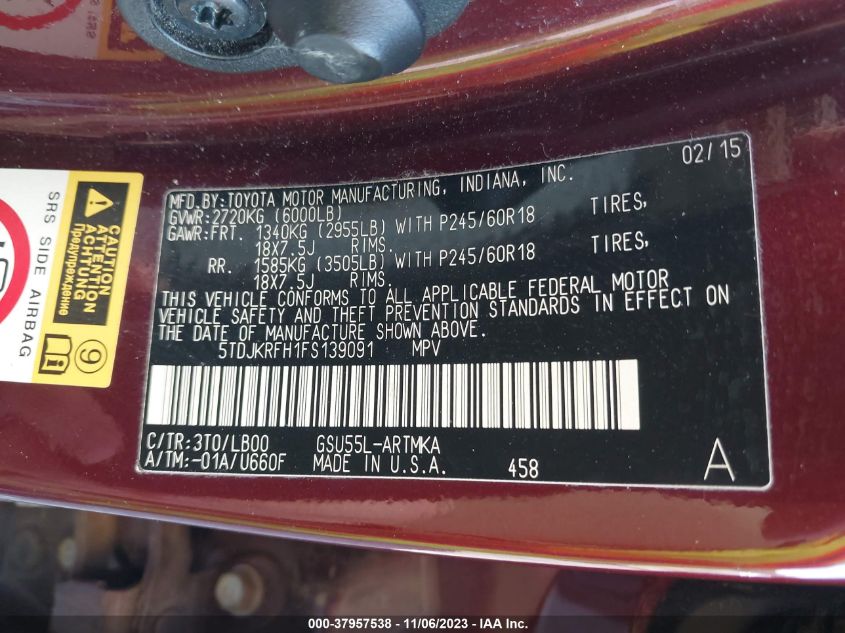 02/15
MFD.BY:TOYOTA MOTOR MANUFACTURING, INDIANA, INC.
GVWR:2720KG (6000LB)
GAWR:FRT. 1340KG (2955LB) WITH P245/60R18 TIRES,
18X7.5J RIMS.
RR. 1585KG (3505LB) WITH P245/60R18 TIRES,
18X7.5J RIMS.
THIS VEHICLE CONFORMS TO ALL APPLICABLE FEDERAL MOTOR
VEHICLE SAFETY AND THEFT PREVENTION STANDARDS IN EFFECT ON
THE DATE OF MANUFACTURE SHOWN ABOVE.
5TDJKRFH1FS139091 MPV
C/TR:3T0/LB00 GSU55L-ARTMKA
A/TM:-01A/U660F MADE IN U.S.A. 458 A
SRS SIDE AIRBAG
CAUTION
ATTENTION
ACHTUNG
Предупреждение
9
000-37957538 - 11/06/2023 - IAA Inc.